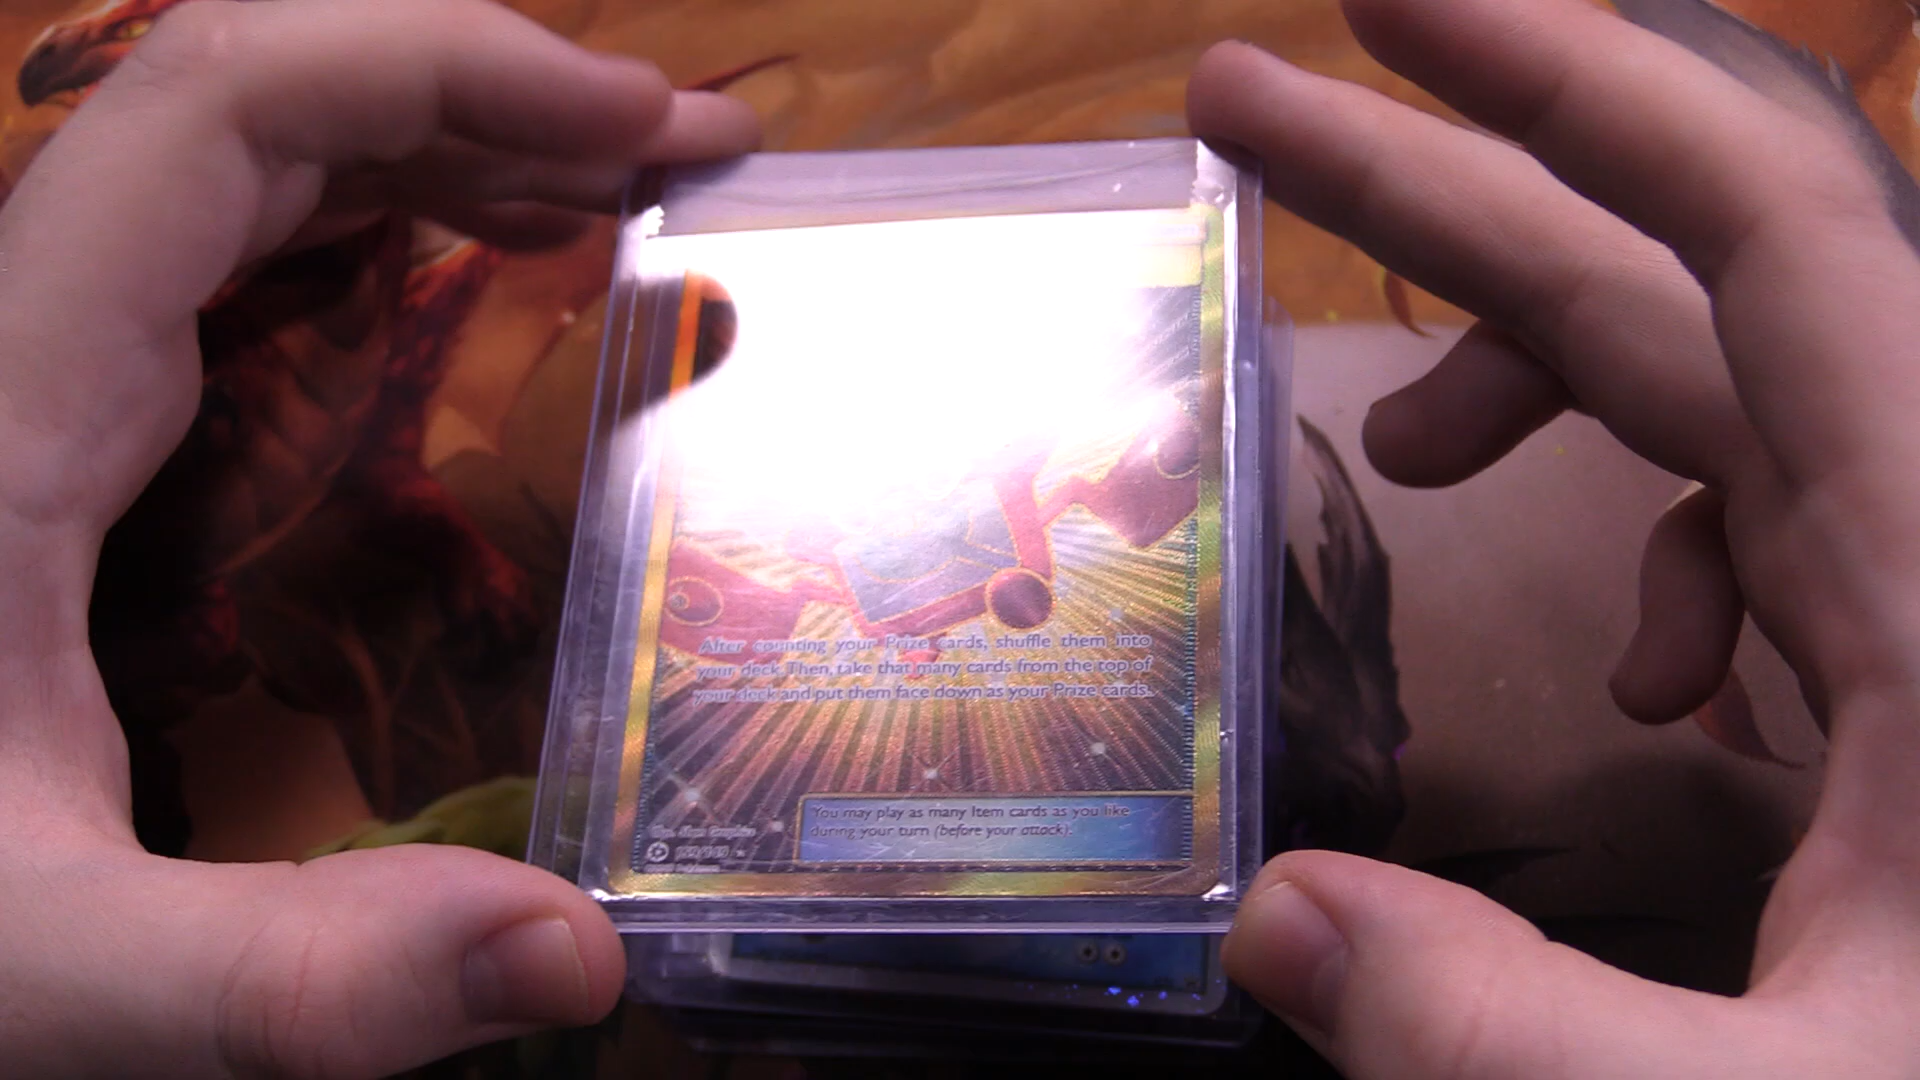 After counting your Prize cards, shuffle them into
your deck. Then, take that many cards from the top of
your deck and put them face down as your Prize cards.
You may play as many Item cards as you like
during your turn (before your attack).